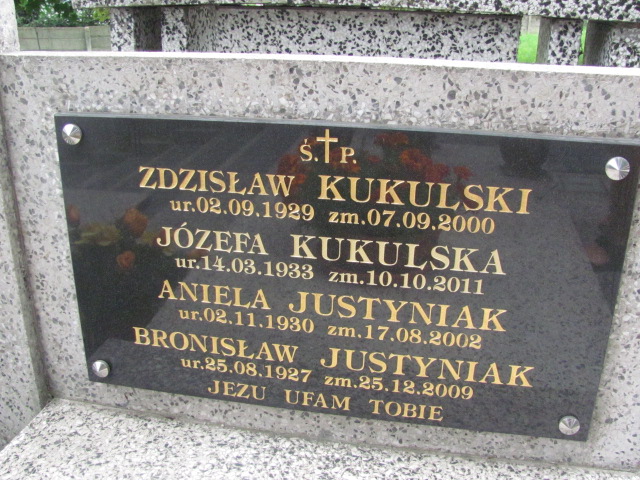 Ś.†P.
ZDZISŁAW KUKULSKI
ur.02.09.1929 zm.07.09.2000
JÓZEFA KUKULSKA
ur.14.03.1933 zm.10.10.2011
ANIELA JUSTYNIAK
ur.02.11.1930 zm.17.08.2002
BRONISŁAW JUSTYNIAK
ur.25.08.1927 zm.25.12.2009
JEZU UFAM TOBIE